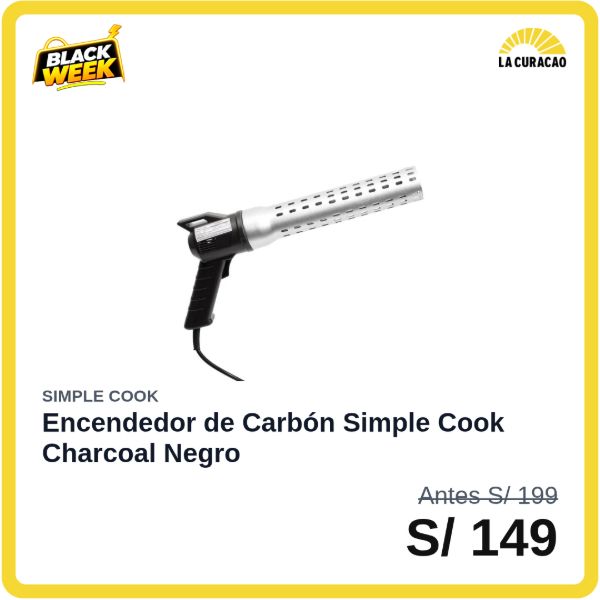 BLACK
WEEK
LA CURACAO
SIMPLE COOK
Encendedor de Carbón Simple Cook
Charcoal Negro
Antes S/ 199
S/ 149